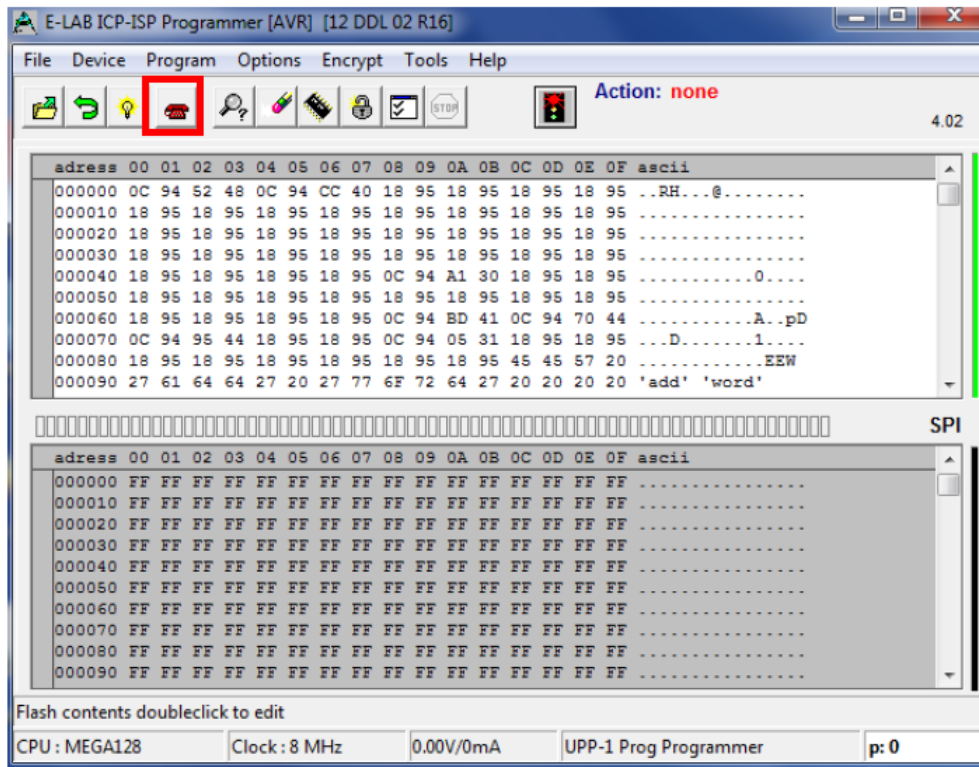 E-LAB ICP-ISP Programmer [AVR] [12 DDL 02 R16]
File Device Program Options Encrypt Tools Help
STOP
Action: none
4.02
adress 00 01 02 03 04 05 06 07 08 09 0A 0B 0C 0D 0E 0F ascii
000000 0C 94 52 48 0C 94 CC 40 18 95 18 95 18 95 18 95 ..RH...@........
000010 18 95 18 95 18 95 18 95 18 95 18 95 18 95 18 95 ................
000020 18 95 18 95 18 95 18 95 18 95 18 95 18 95 18 95 ................
000030 18 95 18 95 18 95 18 95 18 95 18 95 18 95 18 95 ................
000040 18 95 18 95 18 95 18 95 0C 94 A1 30 18 95 18 95 ...........0....
000050 18 95 18 95 18 95 18 95 18 95 18 95 18 95 18 95 ................
000060 18 95 18 95 18 95 18 95 0C 94 BD 41 0C 94 70 44 ...........A..pD
000070 0C 94 95 44 18 95 18 95 0C 94 05 31 18 95 18 95 ...D.......1....
000080 18 95 18 95 18 95 18 95 18 95 18 95 45 45 57 20 ............EEW
000090 27 61 64 64 27 20 27 77 6F 72 64 27 20 20 20 20 'add' 'word'
SPI
adress 00 01 02 03 04 05 06 07 08 09 0A 0B 0C 0D 0E 0F ascii
000000 FF FF FF FF FF FF FF FF FF FF FF FF FF FF FF FF ................
000010 FF FF FF FF FF FF FF FF FF FF FF FF FF FF FF FF ................
000020 FF FF FF FF FF FF FF FF FF FF FF FF FF FF FF FF ................
000030 FF FF FF FF FF FF FF FF FF FF FF FF FF FF FF FF ................
000040 FF FF FF FF FF FF FF FF FF FF FF FF FF FF FF FF ................
000050 FF FF FF FF FF FF FF FF FF FF FF FF FF FF FF FF ................
000060 FF FF FF FF FF FF FF FF FF FF FF FF FF FF FF FF ................
000070 FF FF FF FF FF FF FF FF FF FF FF FF FF FF FF FF ................
000080 FF FF FF FF FF FF FF FF FF FF FF FF FF FF FF FF ................
000090 FF FF FF FF FF FF FF FF FF FF FF FF FF FF FF FF ................
Flash contents doubleclick to edit
CPU : MEGA128 Clock : 8 MHz 0.00V/0mA UPP-1 Prog Programmer p: 0